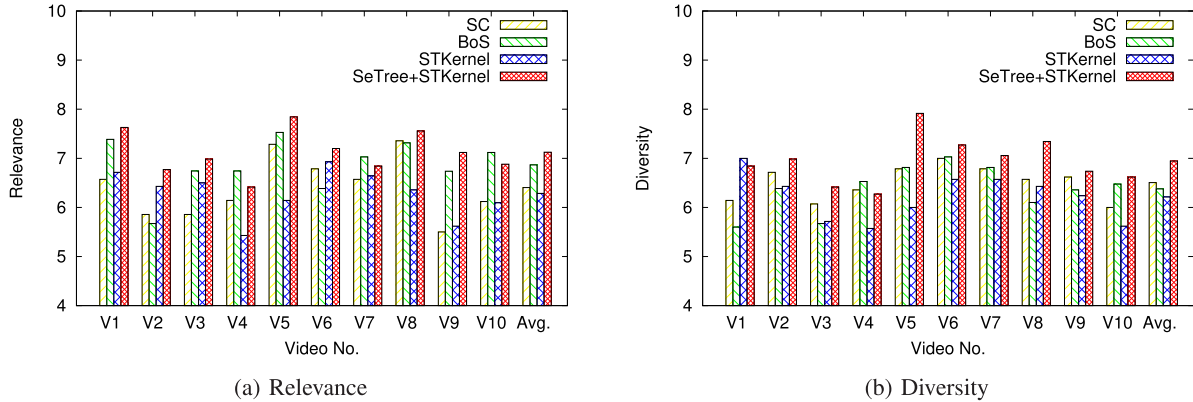 10
9
8
7
6
5
4
Relevance
SC
BoS
STKernel
SeTree+STKernel
V1 V2 V3 V4 V5 V6 V7 V8 V9 V10 Avg.
Video No.
(a) Relevance
10
9
8
7
6
5
4
Diversity
SC
BoS
STKernel
SeTree+STKernel
V1 V2 V3 V4 V5 V6 V7 V8 V9 V10 Avg.
Video No.
(b) Diversity